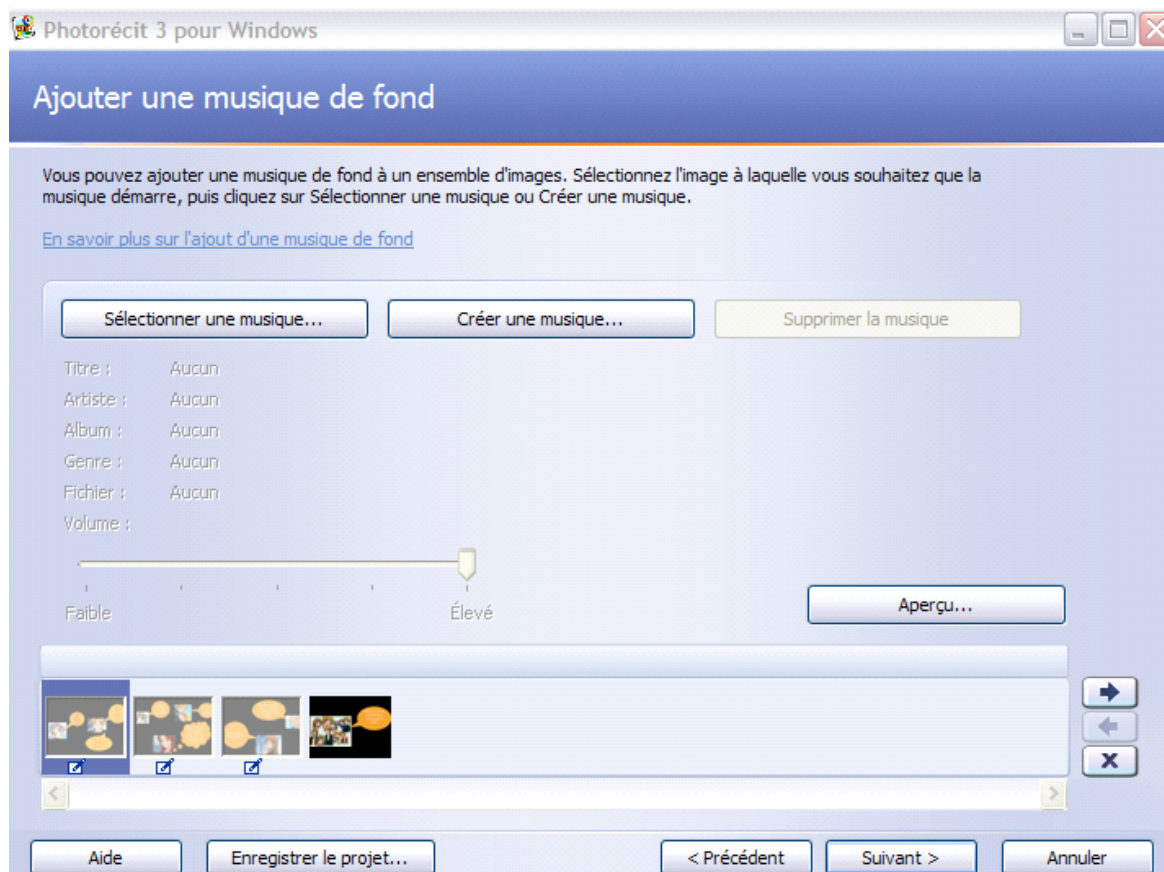 Photorécit 3 pour Windows
Ajouter une musique de fond
Vous pouvez ajouter une musique de fond à un ensemble d'images. Sélectionnez l'image à laquelle vous souhaitez que la
musique démarre, puis cliquez sur Sélectionner une musique ou Créer une musique.
En savoir plus sur l'ajout d'une musique de fond
Sélectionner une musique... Créer une musique... Supprimer la musique
Titre : Aucun
Artiste : Aucun
Album : Aucun
Genre : Aucun
Fichier : Aucun
Volume :
Faible Élevé Aperçu...
Aide Enregistrer le projet... < Précédent Suivant > Annuler